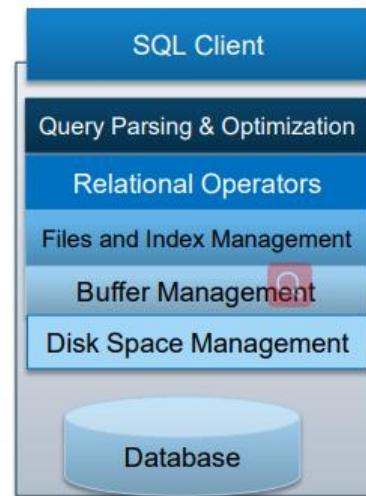 SQL Client
Query Parsing & Optimization
Relational Operators
Files and Index Management
Buffer Management
Disk Space Management
Database